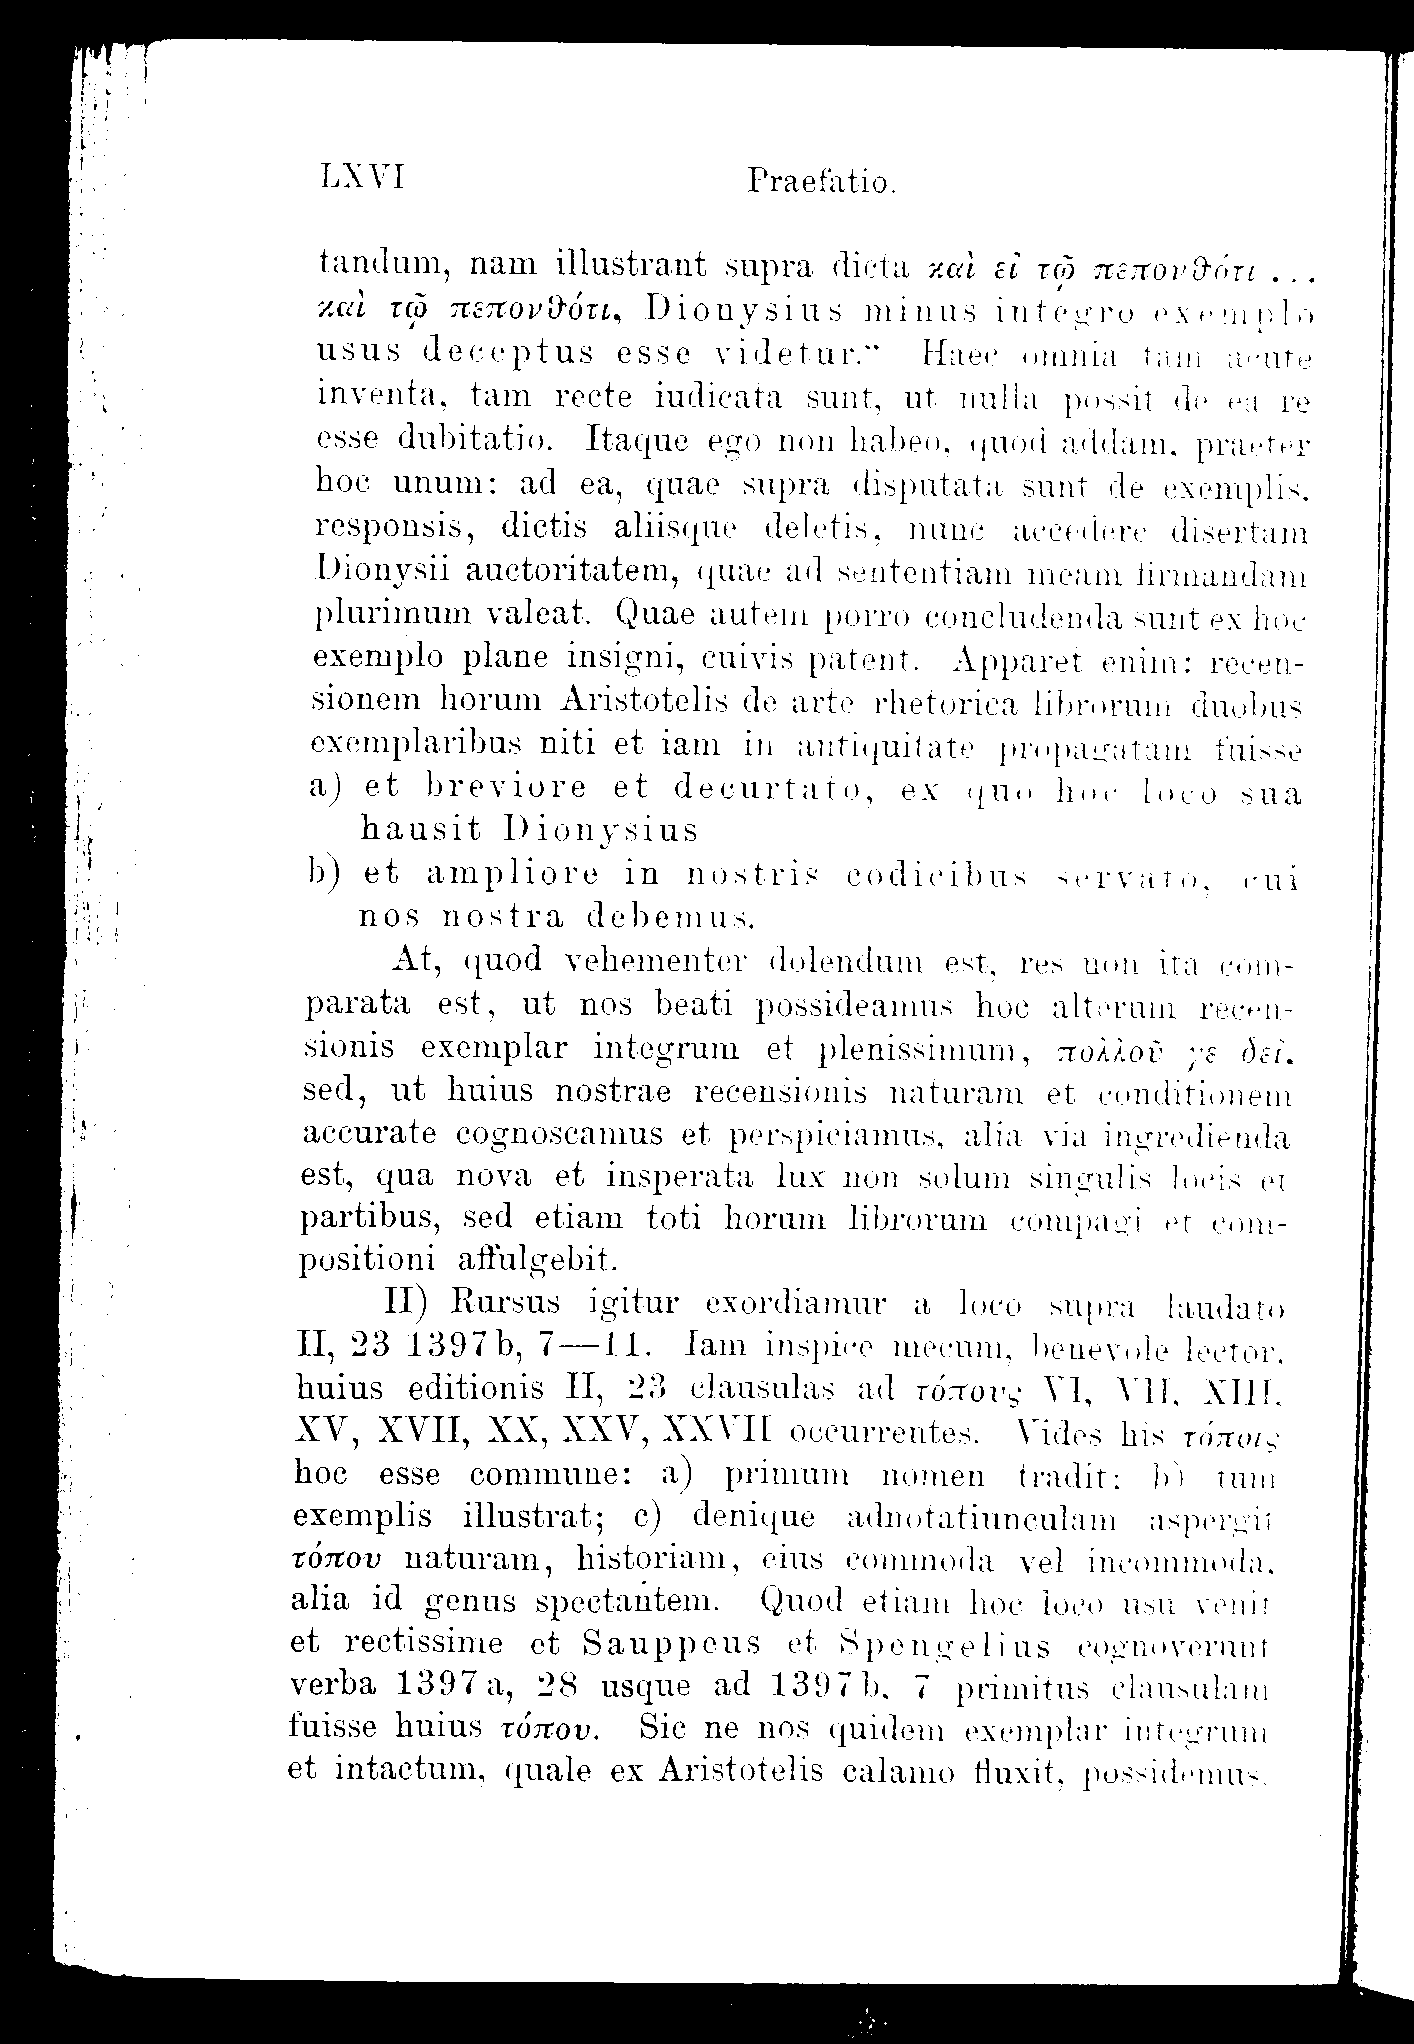 LXVI Praefatio.
tandum, nam illustrant supra dicta καὶ εἰ τῷ πεπονθότι ...
καὶ τῷ πεπονθότι, Dionysius minus integro exemplo
usus deceptus esse videtur.“ Haec omnia tam acute
inventa, tam recte iudicata sunt, ut nulla possit de ea re
esse dubitatio. Itaque ego non habeo, quod addam, praeter
hoc unum: ad ea, quae supra disputata sunt de exemplis,
responsis, dictis aliisque deletis, nunc accedere disertam
Dionysii auctoritatem, quae ad sententiam meam firmandam
plurimum valeat. Quae autem porro concludenda sunt ex hoc
exemplo plane insigni, cuivis patent. Apparet enim: recen-
sionem horum Aristotelis de arte rhetorica librorum duobus
exemplaribus niti et iam in antiquitate propagatam fuisse
a) et breviore et decurtato, ex quo hoc loco sua
hausit Dionysius
b) et ampliore in nostris codicibus servato, cui
nos nostra debemus.
At, quod vehementer dolendum est, res non ita com-
parata est, ut nos beati possideamus hoc alterum recen-
sionis exemplar integrum et plenissimum, πολλοῦ γε δεῖ.
sed, ut huius nostrae recensionis naturam et conditionem
accurate cognoscamus et perspiciamus, alia via ingredienda
est, qua nova et insperata lux non solum singulis locis et
partibus, sed etiam toti horum librorum compagi et com-
positioni affulgebit.
II) Rursus igitur exordiamur a loco supra laudato
II, 23 1397b, 7—11. Iam inspice mecum, benevole lector,
huius editionis II, 23 clausulas ad τόπους VI, VII, XIII,
XV, XVII, XX, XXV, XXVII occurrentes. Vides his τόποις
hoc esse commune: a) primum nomen tradit; b) tum
exemplis illustrat; c) denique adnotatiunculam aspergit
τόπου naturam, historiam, eius commoda vel incommoda,
alia id genus spectantem. Quod etiam hoc loco usu venit
et rectissime et Sauppeus et Spengelius cognoverunt
verba 1397a, 28 usque ad 1397b, 7 primitus clausulam
fuisse huius τόπου. Sic ne nos quidem exemplar integrum
et intactum, quale ex Aristotelis calamo fluxit, possidemus,